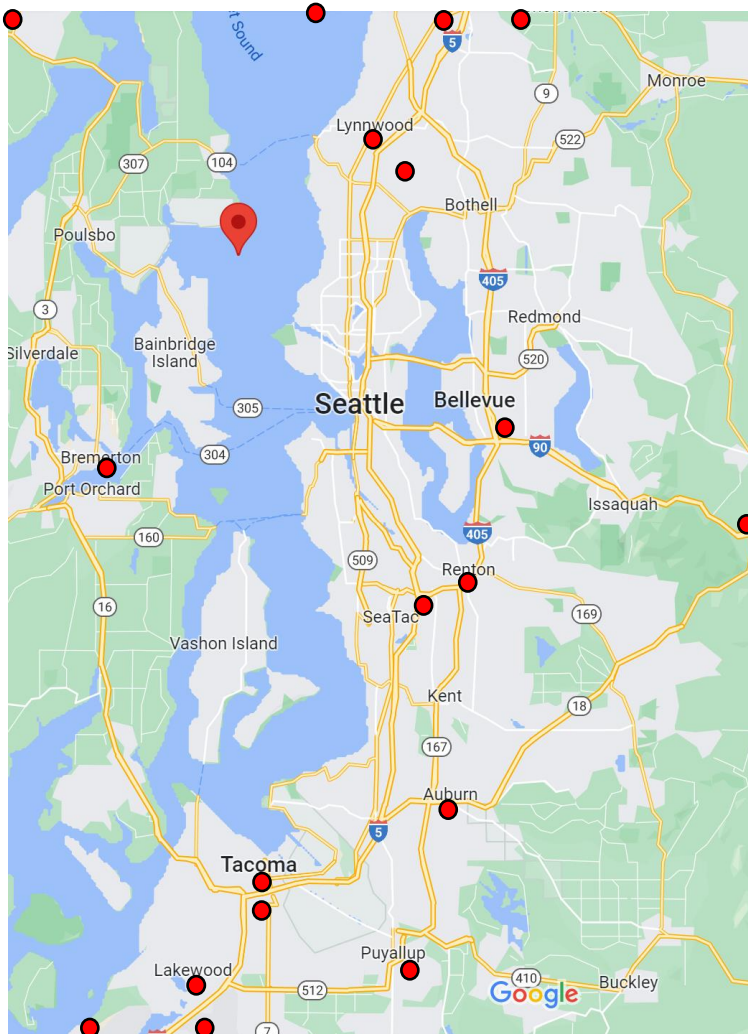 5
Sound
Monroe
9
Lynnwood
522
307
104
Bothell
Poulsbo
405
3
Redmond
Bainbridge
Island
Silverdale
520
Seattle
Bellevue
305
304
90
Bremerton
Port Orchard
Issaquah
160
405
509
Renton
16
SeaTac
169
Vashon Island
Kent
18
167
Auburn
5
Tacoma
Puyallup
Lakewood
410
Buckley
512
Google
7